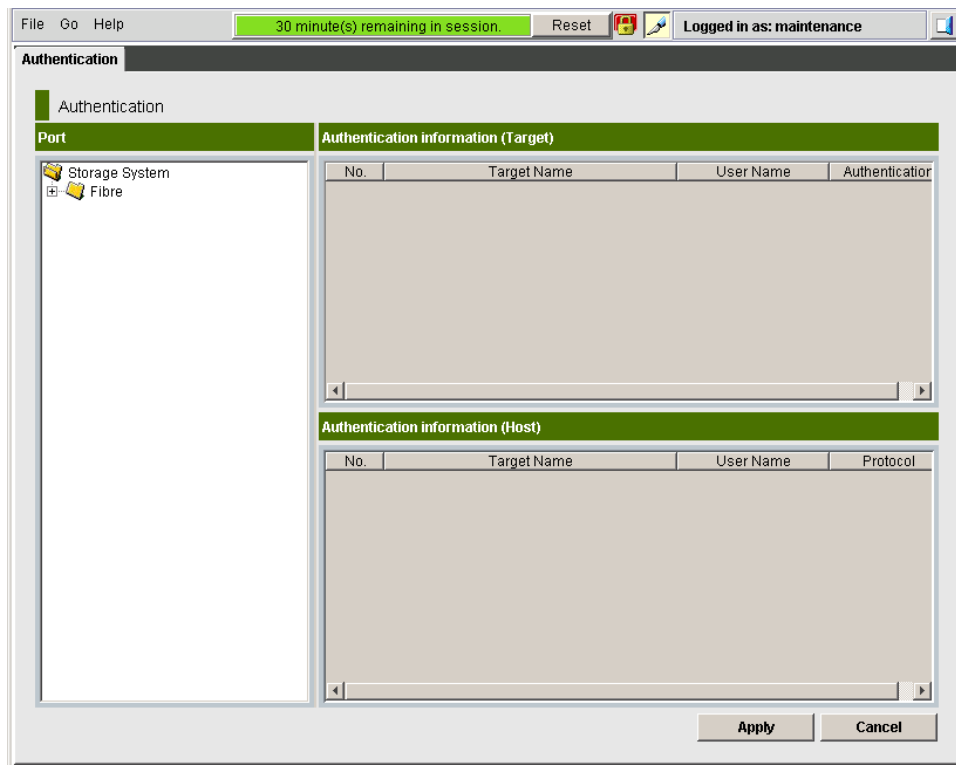 File Go Help
30 minute(s) remaining in session.
Reset
Logged in as: maintenance
Authentication
Authentication
Port
Storage System
Fibre
Authentication information (Target)
No. Target Name User Name Authentication
Authentication information (Host)
No. Target Name User Name Protocol
Apply Cancel